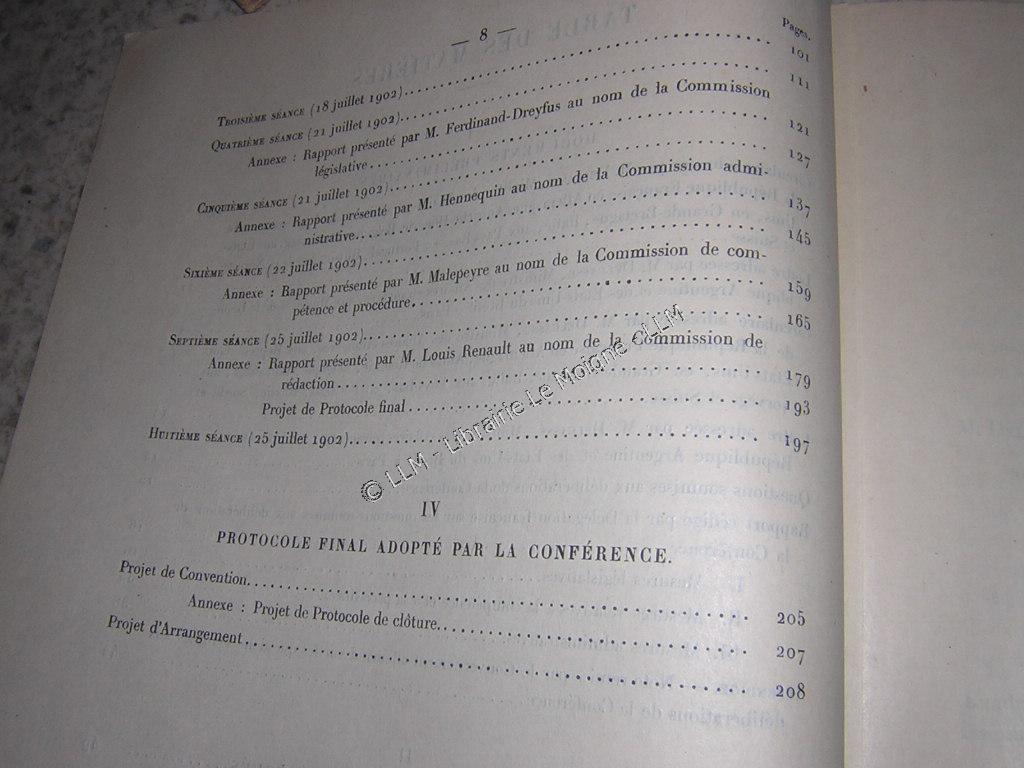 — 8 —
Pages.
TROISIÈME SÉANCE (18 juillet 1902) 101
QUATRIÈME SÉANCE (21 juillet 1902) 111
Annexe : Rapport présenté par M. Ferdinand-Dreyfus au nom de la Commission
législative 121
CINQUIÈME SÉANCE (21 juillet 1902) 127
Annexe : Rapport présenté par M. Hennequin au nom de la Commission admi-
nistrative 137
SIXIÈME SÉANCE (22 juillet 1902) 145
Annexe : Rapport présenté par M. Malepeyre au nom de la Commission de com-
pétence et procédure 159
SEPTIÈME SÉANCE (25 juillet 1902) 165
Annexe : Rapport présenté par M. Louis Renault au nom de la Commission de
rédaction 179
Projet de Protocole final 193
HUITIÈME SÉANCE (25 juillet 1902) 197
IV
PROTOCOLE FINAL ADOPTÉ PAR LA CONFÉRENCE.
Projet de Convention 205
Annexe : Projet de Protocole de clôture 207
Projet d'Arrangement 208
© LLM - Librairie Le Moigne - LLM